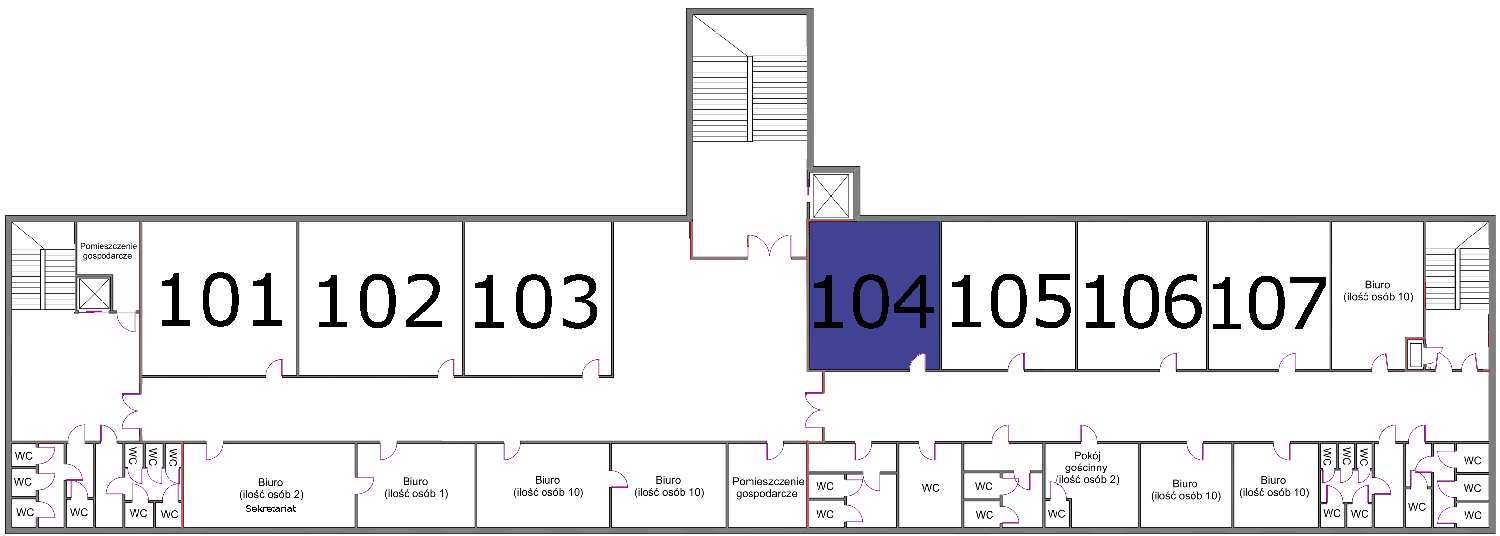 Pomieszczenie
gospodarcze
101
102
103
104
105
106
107
Biuro
(ilość osób 10)
WC
WC
WC
WC
WC
WC
WC
WC
WC
Biuro
(ilość osób 2)
Sekretariat
Biuro
(ilość osób 1)
Biuro
(ilość osób 10)
Biuro
(ilość osób 10)
Pomieszczenie
gospodarcze
WC
WC
WC
WC
WC
Pokój
gościnny
(ilość osób 2)
WC
Biuro
(ilość osób 10)
Biuro
(ilość osób 10)
WC
WC
WC
WC
WC
WC
WC
WC
WC